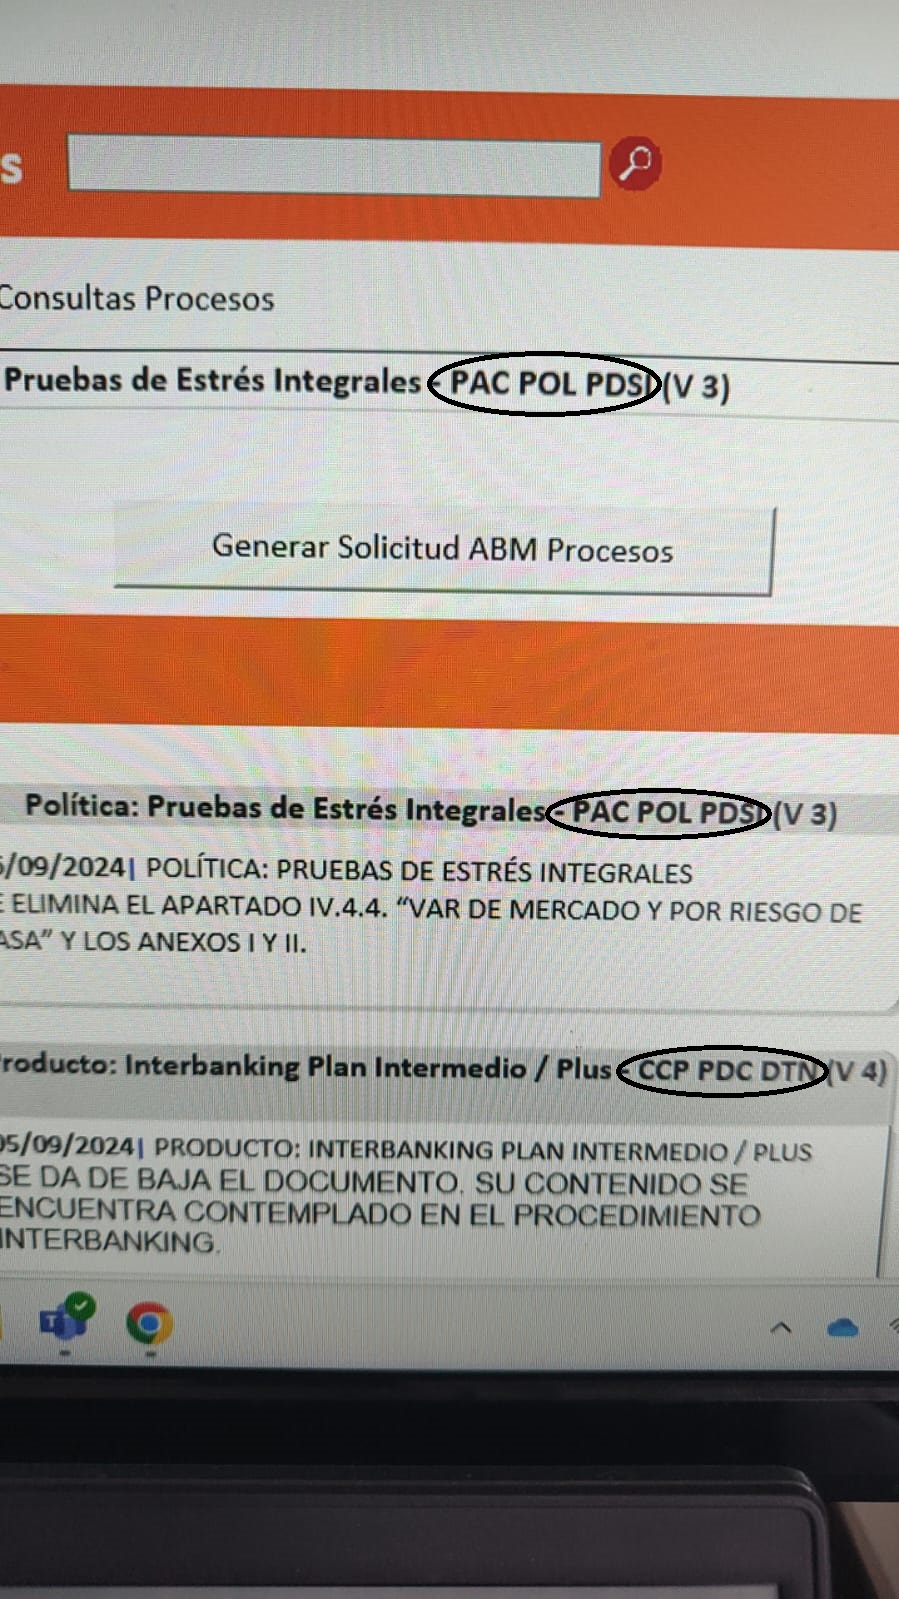 s
Consultas Procesos
Pruebas de Estrés Integrales - PAC POL PDSI (V 3)
Generar Solicitud ABM Procesos
Política: Pruebas de Estrés Integrales - PAC POL PDSI (V 3)
/09/2024| POLÍTICA: PRUEBAS DE ESTRÉS INTEGRALES
E ELIMINA EL APARTADO IV.4.4. “VAR DE MERCADO Y POR RIESGO DE
ASA” Y LOS ANEXOS I Y II.
roducto: Interbanking Plan Intermedio / Plus - CCP PDC DTN (V 4)
05/09/2024| PRODUCTO: INTERBANKING PLAN INTERMEDIO / PLUS
SE DA DE BAJA EL DOCUMENTO. SU CONTENIDO SE
ENCUENTRA CONTEMPLADO EN EL PROCEDIMIENTO
INTERBANKING.
T